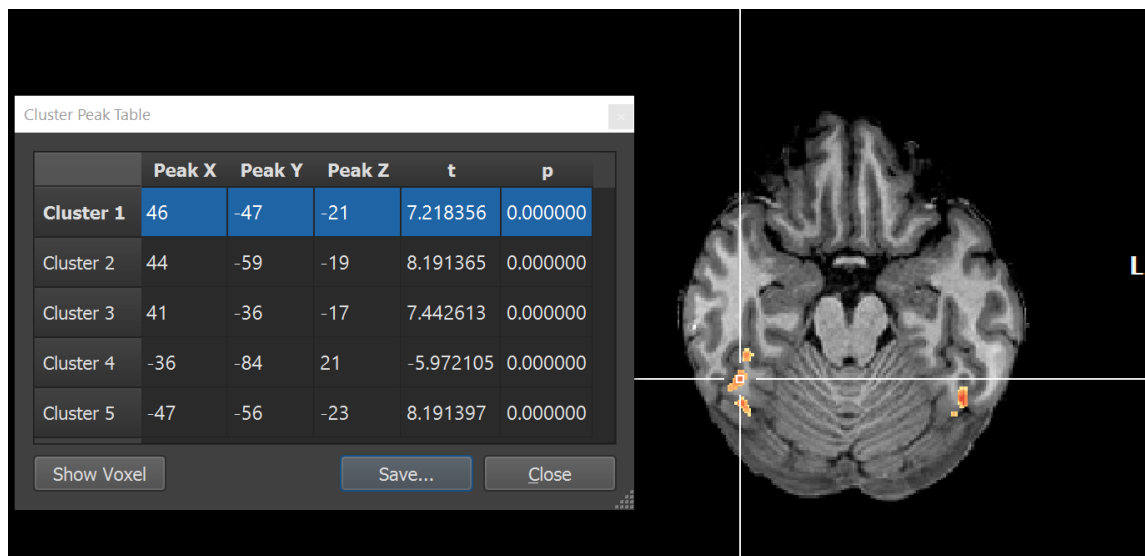 Cluster Peak Table
Peak X Peak Y Peak Z t p
Cluster 1 46 -47 -21 7.218356 0.000000
Cluster 2 44 -59 -19 8.191365 0.000000
Cluster 3 41 -36 -17 7.442613 0.000000
Cluster 4 -36 -84 21 -5.972105 0.000000
Cluster 5 -47 -56 -23 8.191397 0.000000
Show Voxel Save... Close
L